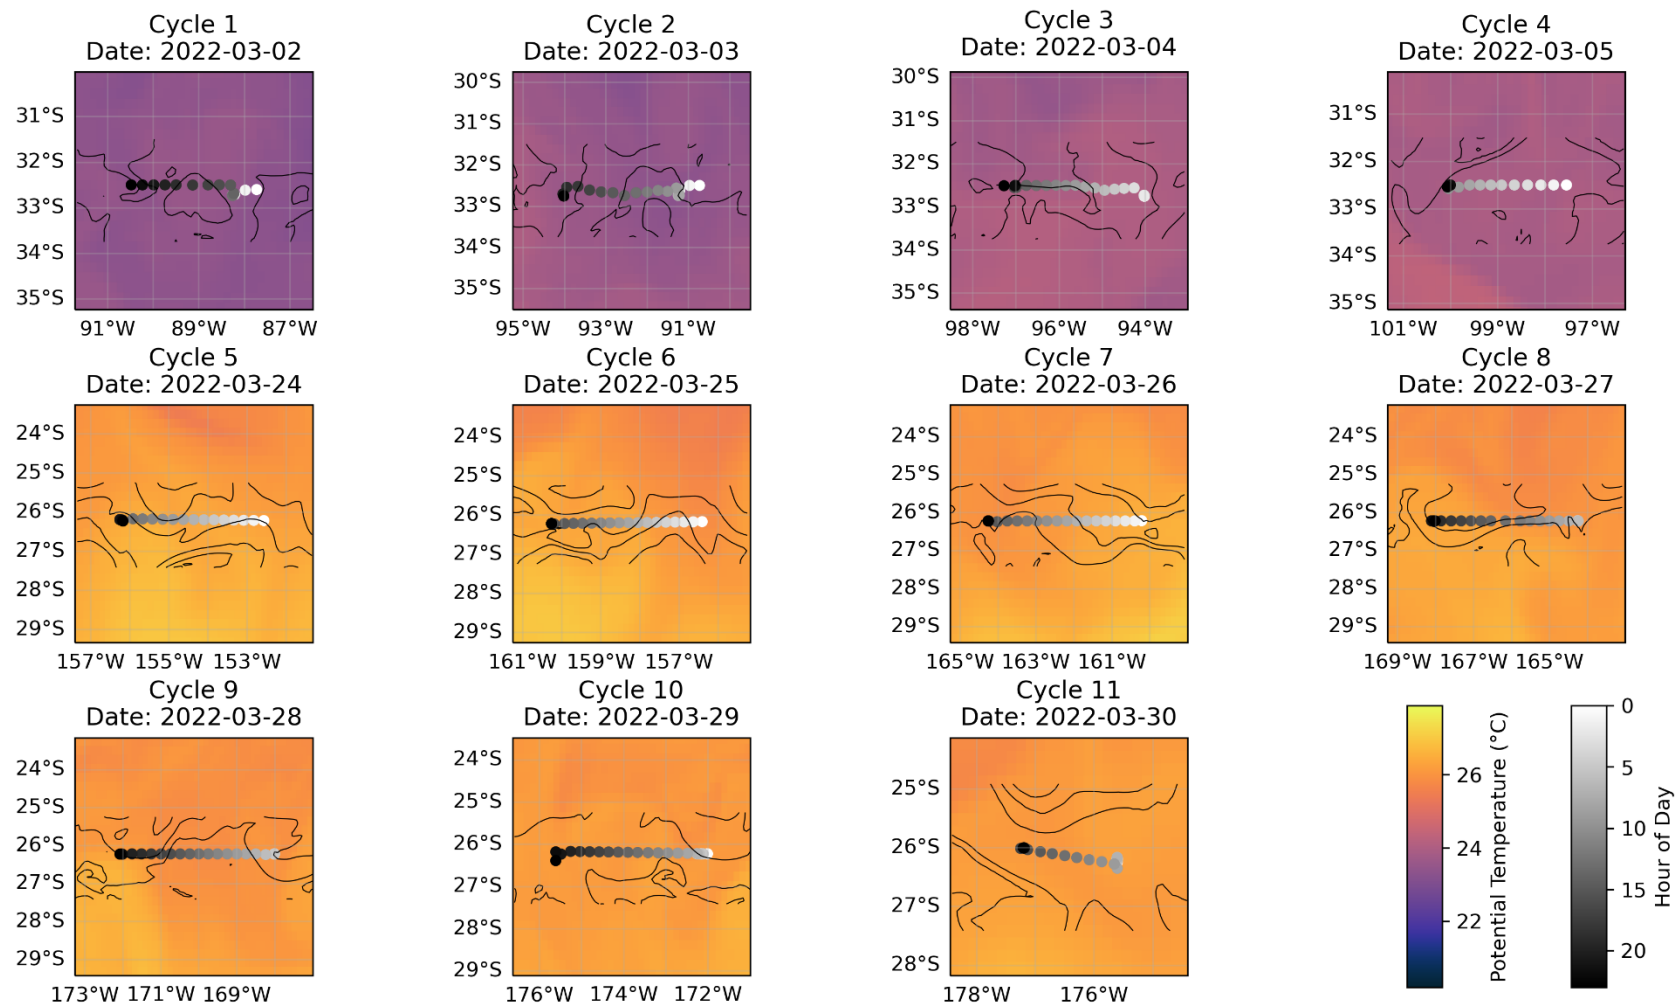 Cycle 1
Date: 2022-03-02
31°S
32°S
33°S
34°S
35°S
91°W 89°W 87°W
Cycle 2
Date: 2022-03-03
30°S
31°S
32°S
33°S
34°S
35°S
95°W 93°W 91°W
Cycle 3
Date: 2022-03-04
30°S
31°S
32°S
33°S
34°S
35°S
98°W 96°W 94°W
Cycle 4
Date: 2022-03-05
31°S
32°S
33°S
34°S
35°S
101°W 99°W 97°W
Cycle 5
Date: 2022-03-24
24°S
25°S
26°S
27°S
28°S
29°S
157°W 155°W 153°W
Cycle 6
Date: 2022-03-25
24°S
25°S
26°S
27°S
28°S
29°S
161°W 159°W 157°W
Cycle 7
Date: 2022-03-26
24°S
25°S
26°S
27°S
28°S
29°S
165°W 163°W 161°W
Cycle 8
Date: 2022-03-27
24°S
25°S
26°S
27°S
28°S
29°S
169°W 167°W 165°W
Cycle 9
Date: 2022-03-28
24°S
25°S
26°S
27°S
28°S
29°S
173°W 171°W 169°W
Cycle 10
Date: 2022-03-29
24°S
25°S
26°S
27°S
28°S
29°S
176°W 174°W 172°W
Cycle 11
Date: 2022-03-30
25°S
26°S
27°S
28°S
178°W 176°W
26
24
22
Potential Temperature (°C)
0
5
10
15
20
Hour of Day